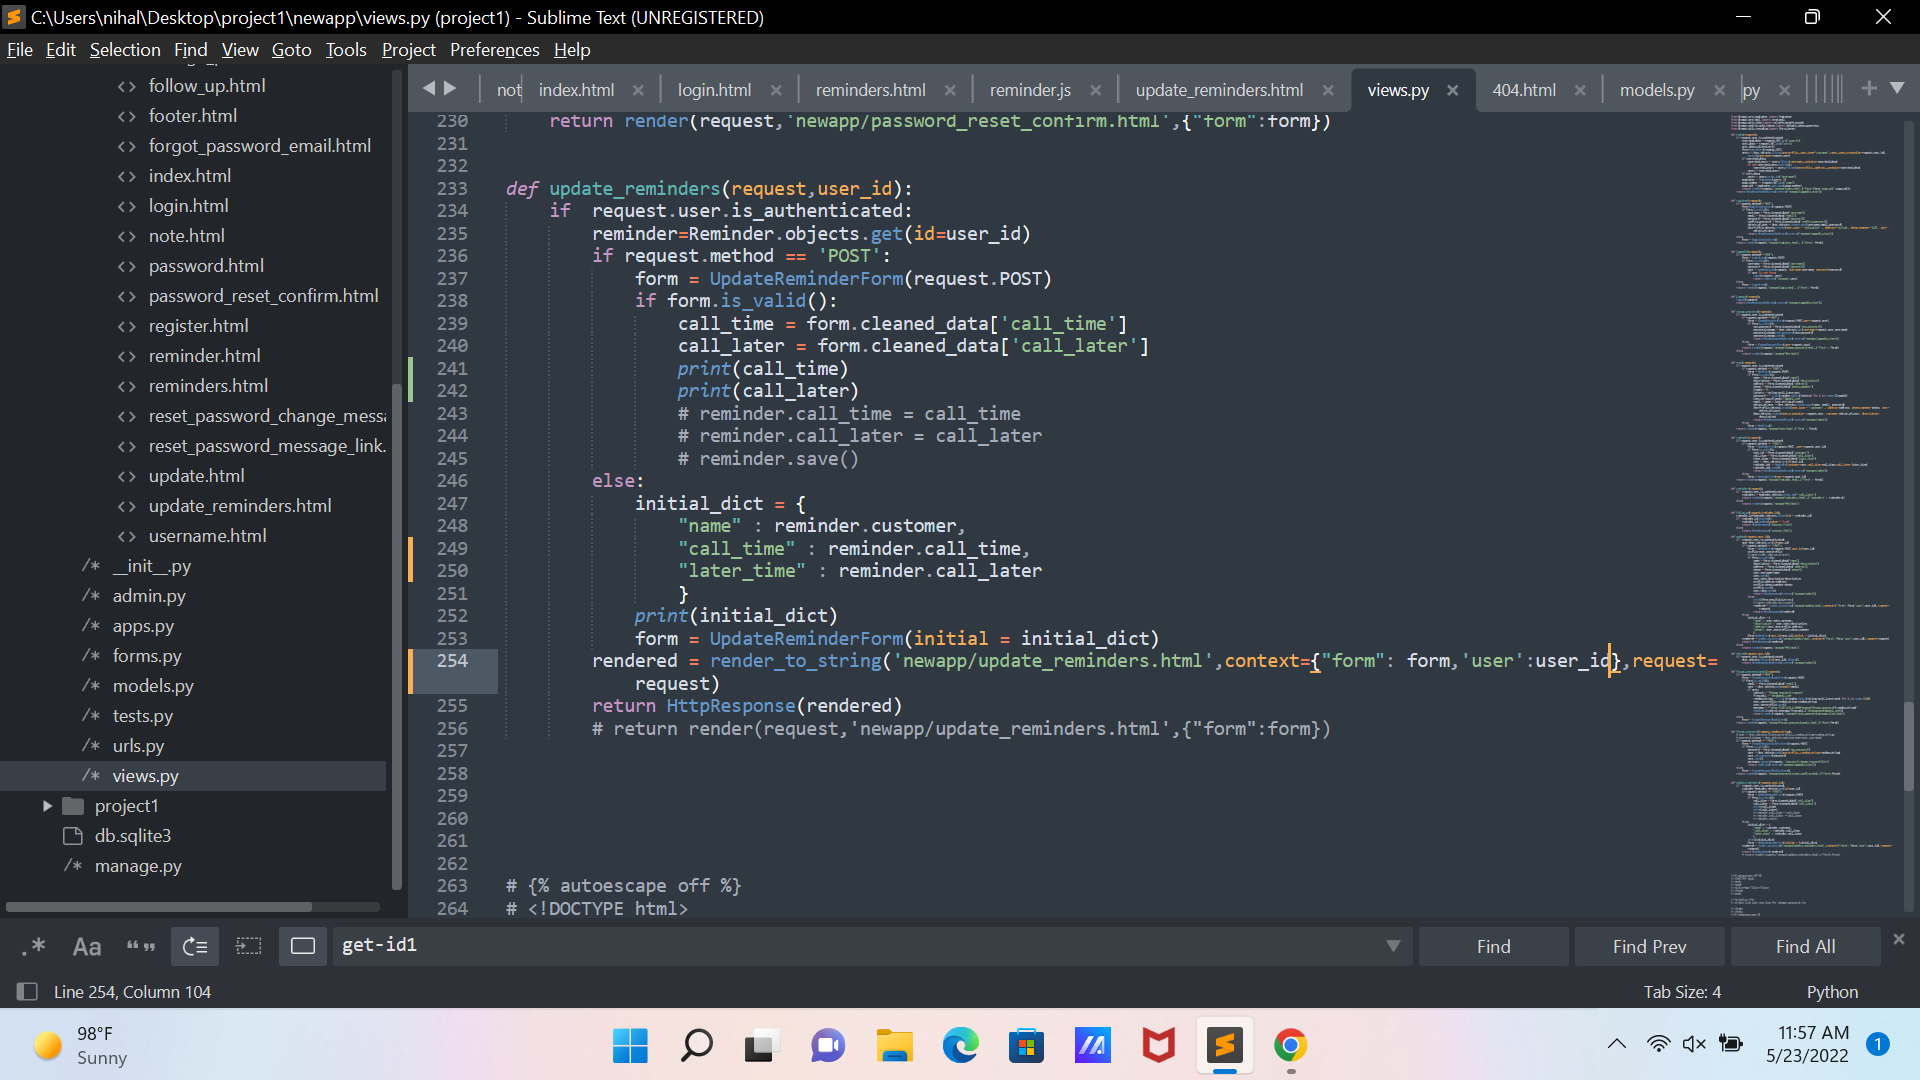 C:\Users\nihal\Desktop\project1\newapp\views.py (project1) - Sublime Text (UNREGISTERED)
File Edit Selection Find View Goto Tools Project Preferences Help
follow_up.html
footer.html
forgot_password_email.html
index.html
login.html
note.html
password.html
password_reset_confirm.html
register.html
reminder.html
reminders.html
reset_password_change_messa
reset_password_message_link.
update.html
update_reminders.html
username.html
/* __init__.py
/* admin.py
/* apps.py
/* forms.py
/* models.py
/* tests.py
/* urls.py
/* views.py
project1
db.sqlite3
/* manage.py
not index.html login.html reminders.html reminder.js update_reminders.html views.py 404.html models.py py
230 return render(request,'newapp/password_reset_confirm.html',{"form":form})
231
232
233 def update_reminders(request,user_id):
234 if  request.user.is_authenticated:
235 reminder=Reminder.objects.get(id=user_id)
236 if request.method == 'POST':
237 form = UpdateReminderForm(request.POST)
238 if form.is_valid():
239 call_time = form.cleaned_data['call_time']
240 call_later = form.cleaned_data['call_later']
241 print(call_time)
242 print(call_later)
243 # reminder.call_time = call_time
244 # reminder.call_later = call_later
245 # reminder.save()
246 else:
247 initial_dict = {
248 "name" : reminder.customer,
249 "call_time" : reminder.call_time,
250 "later_time" : reminder.call_later
251 }
252 print(initial_dict)
253 form = UpdateReminderForm(initial = initial_dict)
254 rendered = render_to_string('newapp/update_reminders.html',context={"form": form,'user':user_id},request=
request)
255 return HttpResponse(rendered)
256 # return render(request,'newapp/update_reminders.html',{"form":form})
257
258
259
260
261
262
263 # {% autoescape off %}
264 # <!DOCTYPE html>
.* Aa “” get-id1 Find Find Prev Find All
Line 254, Column 104 Tab Size: 4 Python
98°F
Sunny
11:57 AM
5/23/2022
1